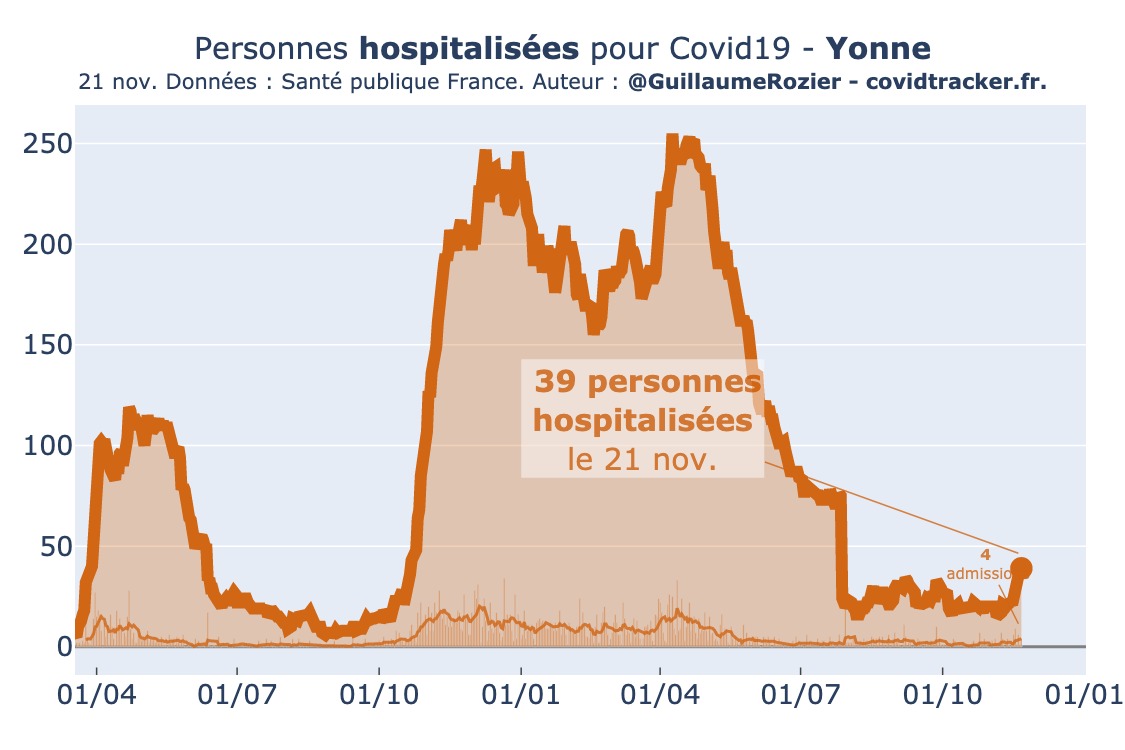 Personnes hospitalisées pour Covid19 - Yonne
21 nov. Données : Santé publique France. Auteur : @GuillaumeRozier - covidtracker.fr.
250
200
150
100
50
0
39 personnes
hospitalisées
le 21 nov.
4
admissio
01/04 01/07 01/10 01/01 01/04 01/07 01/10 01/01